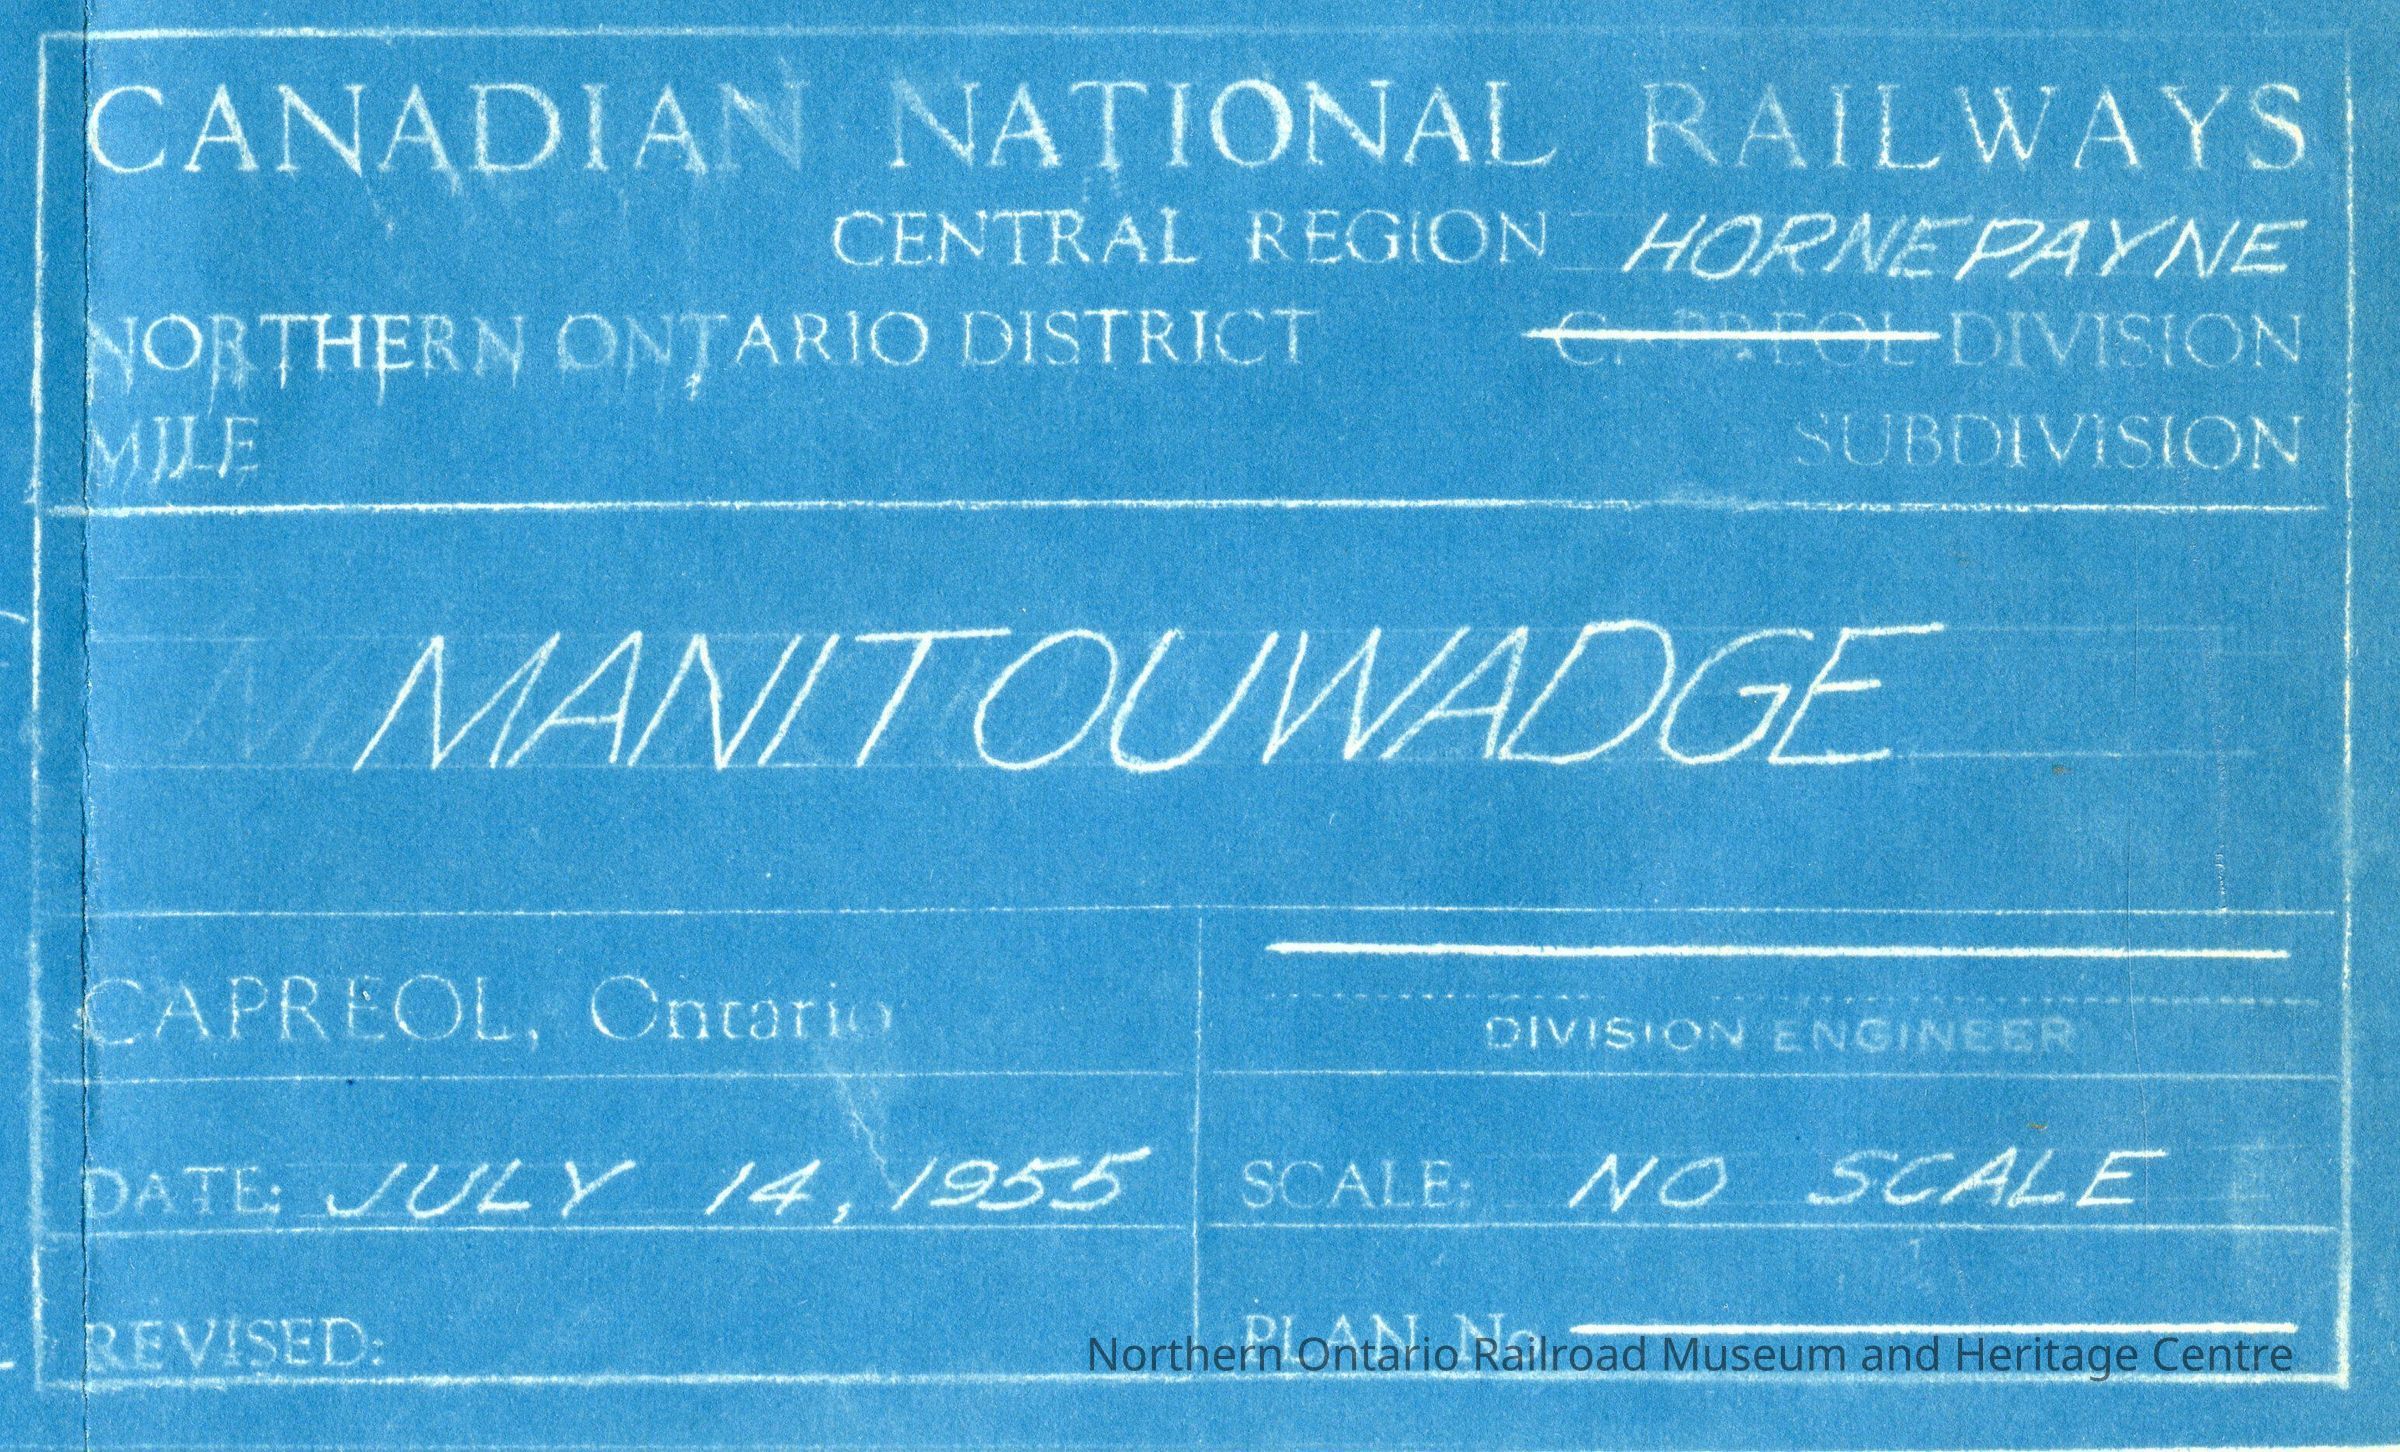 CANADIAN NATIONAL RAILWAYS
CENTRAL REGION HORNEPAYNE
NORTHERN ONTARIO DISTRICT CAPREOL DIVISION
MILE SUBDIVISION
MANITOUWADGE
CAPREOL, Ontario
DIVISION ENGINEER
DATE: JULY 14, 1955 SCALE: NO SCALE
REVISED: PLAN No.
Northern Ontario Railroad Museum and Heritage Centre